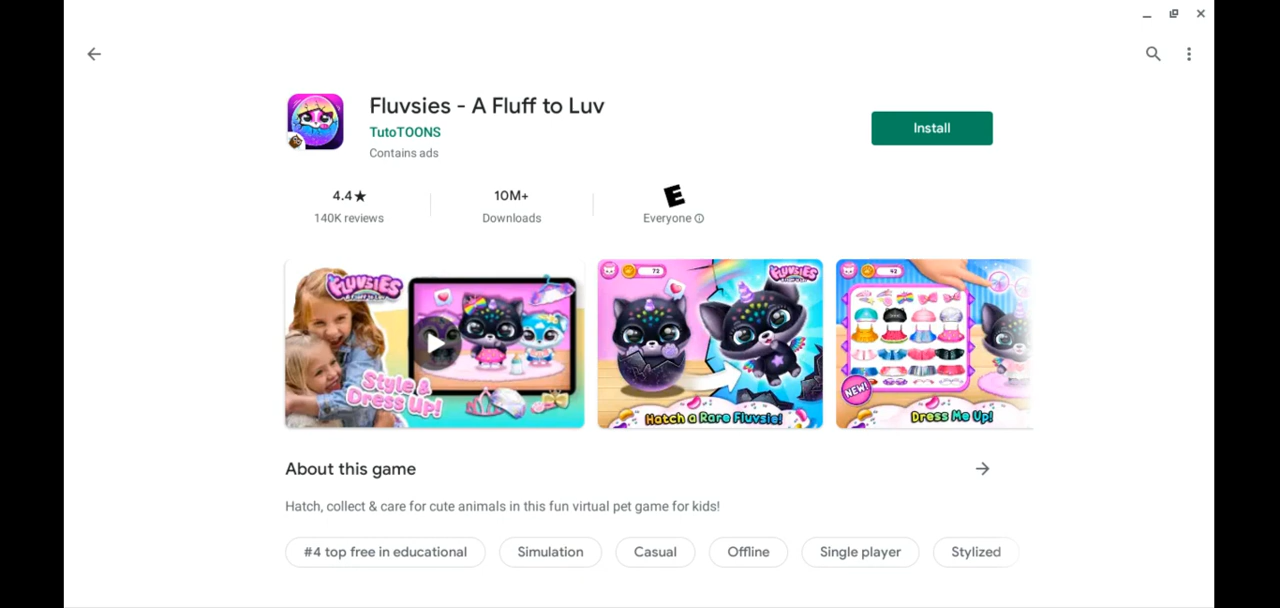 Fluvsies - A Fluff to Luv
TutoTOONS
Contains ads
Install
4.4★
140K reviews
10M+
Downloads
E
Everyone
FLUVSIES
A Fluff to Luv
Style &
Dress Up!
73
FLUVSIES
Hatch a Rare Fluvsie!
42
NEW!
Dress Me Up!
About this game
Hatch, collect & care for cute animals in this fun virtual pet game for kids!
#4 top free in educational
Simulation
Casual
Offline
Single player
Stylized